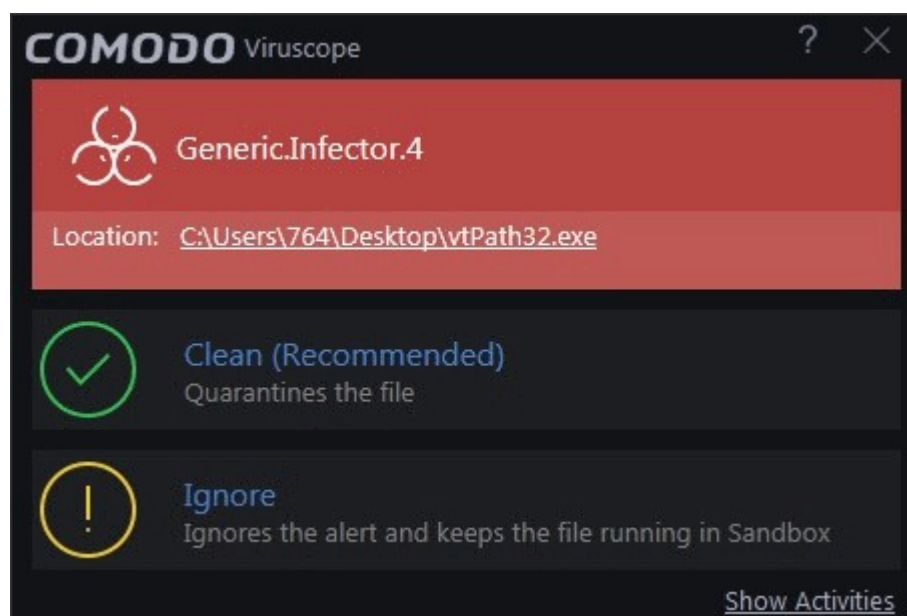 COMODO Viruscope ?
Generic.Infector.4
Location: C:\Users\764\Desktop\vtPath32.exe
Clean (Recommended)
Quarantines the file
!
Ignore
Ignores the alert and keeps the file running in Sandbox
Show Activities